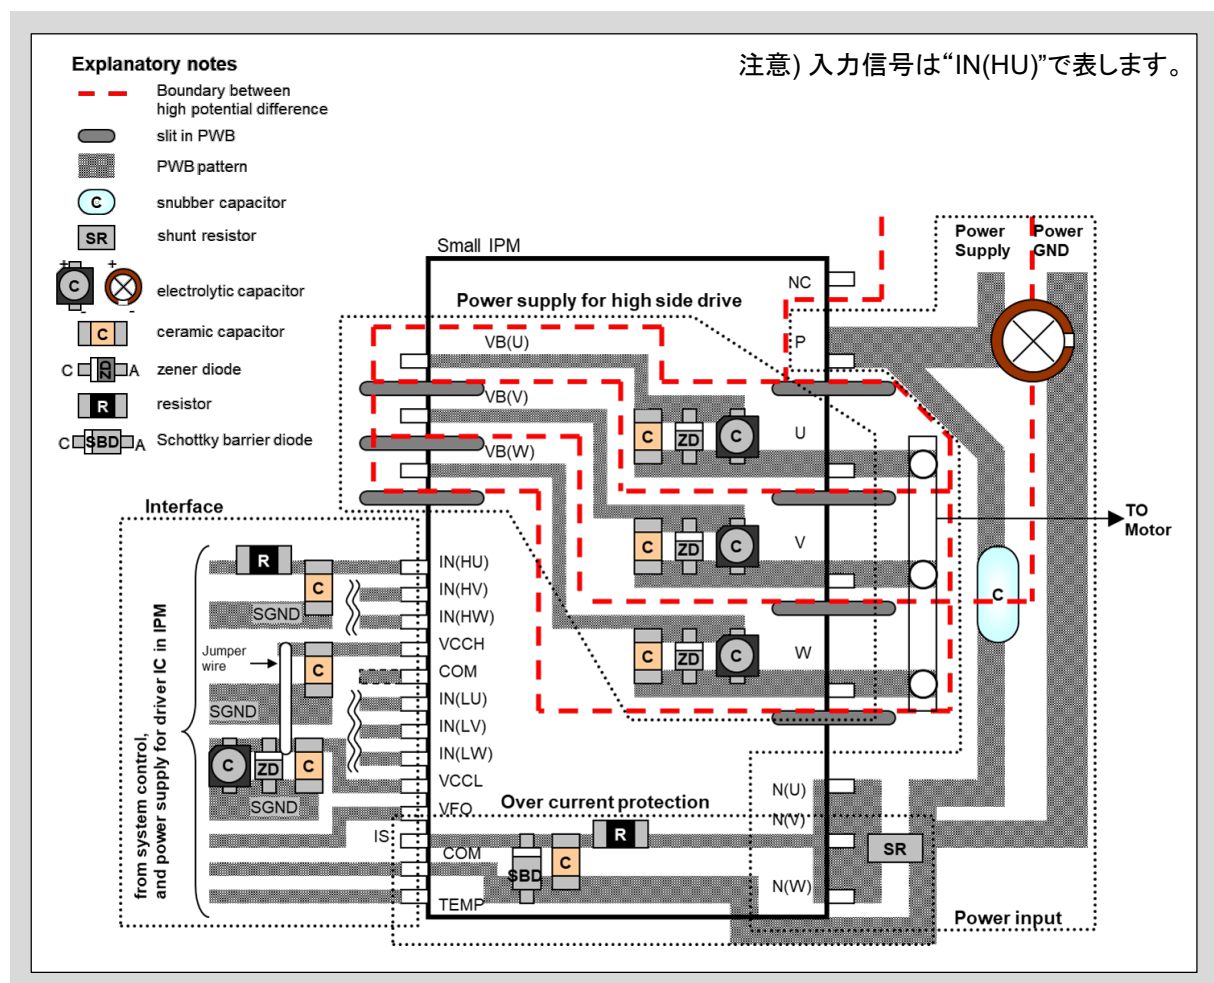 注意) 入力信号は“IN(HU)”で表します。
Explanatory notes
Boundary between
high potential difference
slit in PWB
PWB pattern
C
snubber capacitor
SR
shunt resistor
+
C
-
+
-
electrolytic capacitor
C
ceramic capacitor
C
ZD
A
zener diode
R
resistor
C
SBD
A
Schottky barrier diode
Small IPM
Power supply for high side drive
Power
Supply
Power
GND
NC
P
VB(U)
VB(V)
VB(W)
C
ZD
C
U
C
ZD
C
V
C
ZD
C
W
TO
Motor
C
Interface
R
C
SGND
Jumper
wire
C
SGND
C
ZD
C
SGND
from system control,
and power supply for driver IC in IPM
IN(HU)
IN(HV)
IN(HW)
VCCH
COM
IN(LU)
IN(LV)
IN(LW)
VCCL
VFO
IS
COM
TEMP
Over current protection
R
SBD
C
N(U)
N(V)
N(W)
SR
Power input